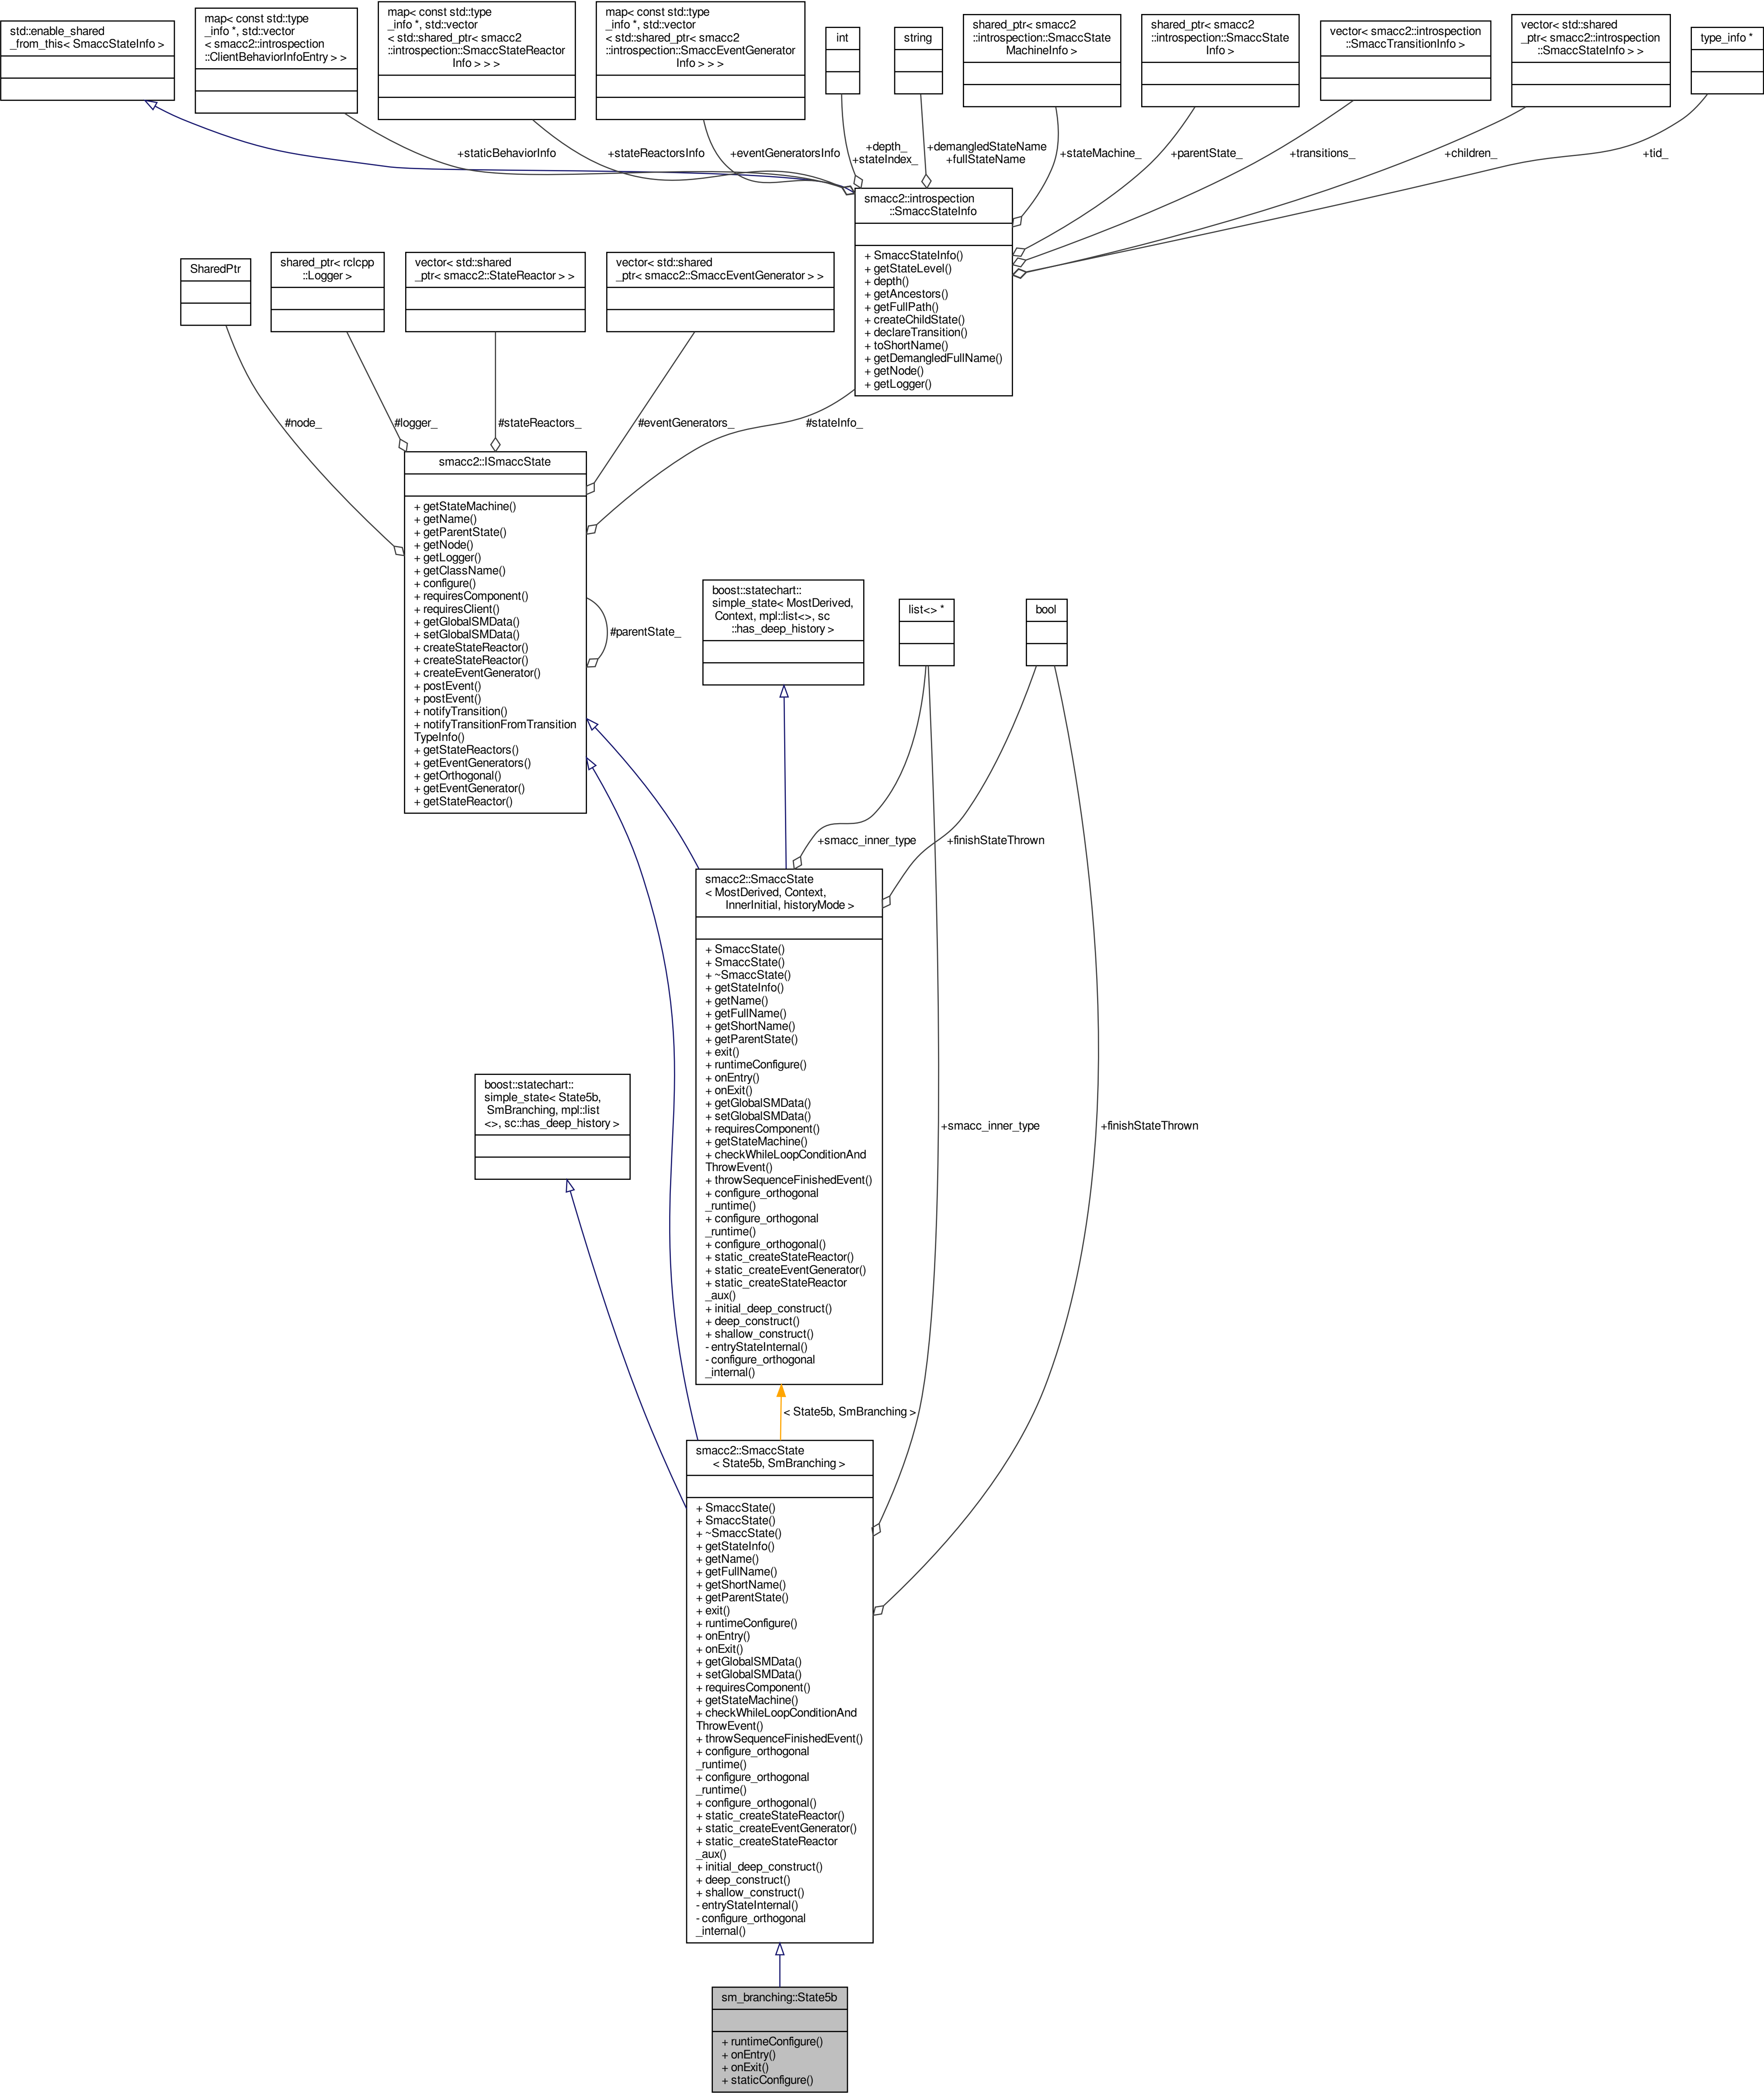 std::enable_shared
_from_this< SmaccStateInfo >
map< const std::type
_info *, std::vector
< smacc2::introspection
::ClientBehaviorInfoEntry > >
map< const std::type
_info *, std::vector
< std::shared_ptr< smacc2
::introspection::SmaccStateReactor
Info > > >
map< const std::type
_info *, std::vector
< std::shared_ptr< smacc2
::introspection::SmaccEventGenerator
Info > > >
int
string
shared_ptr< smacc2
::introspection::SmaccState
MachineInfo >
shared_ptr< smacc2
::introspection::SmaccState
Info >
vector< smacc2::introspection
::SmaccTransitionInfo >
vector< std::shared
_ptr< smacc2::introspection
::SmaccStateInfo > >
type_info *
+staticBehaviorInfo
+stateReactorsInfo
+eventGeneratorsInfo
+depth_
+stateIndex_
+demangledStateName
+fullStateName
+stateMachine_
+parentState_
+transitions_
+children_
+tid_
smacc2::introspection
::SmaccStateInfo
+ SmaccStateInfo()
+ getStateLevel()
+ depth()
+ getAncestors()
+ getFullPath()
+ createChildState()
+ declareTransition()
+ toShortName()
+ getDemangledFullName()
+ getNode()
+ getLogger()
SharedPtr
shared_ptr< rclcpp
::Logger >
vector< std::shared
_ptr< smacc2::StateReactor > >
vector< std::shared
_ptr< smacc2::SmaccEventGenerator > >
#node_
#logger_
#stateReactors_
#eventGenerators_
#stateInfo_
smacc2::ISmaccState
+ getStateMachine()
+ getName()
+ getParentState()
+ getNode()
+ getLogger()
+ getClassName()
+ configure()
+ requiresComponent()
+ requiresClient()
+ getGlobalSMData()
+ setGlobalSMData()
+ createStateReactor()
+ createStateReactor()
+ createEventGenerator()
+ postEvent()
+ postEvent()
+ notifyTransition()
+ notifyTransitionFromTransition
TypeInfo()
+ getStateReactors()
+ getEventGenerators()
+ getOrthogonal()
+ getEventGenerator()
+ getStateReactor()
#parentState_
boost::statechart::
simple_state< MostDerived,
Context, mpl::list<>, sc
::has_deep_history >
list<> *
bool
+smacc_inner_type
+finishStateThrown
smacc2::SmaccState
< MostDerived, Context,
InnerInitial, historyMode >
+ SmaccState()
+ SmaccState()
+ ~SmaccState()
+ getStateInfo()
+ getName()
+ getFullName()
+ getShortName()
+ getParentState()
+ exit()
+ runtimeConfigure()
+ onEntry()
+ onExit()
+ getGlobalSMData()
+ setGlobalSMData()
+ requiresComponent()
+ getStateMachine()
+ checkWhileLoopConditionAnd
ThrowEvent()
+ throwSequenceFinishedEvent()
+ configure_orthogonal
_runtime()
+ configure_orthogonal
_runtime()
+ configure_orthogonal()
+ static_createStateReactor()
+ static_createEventGenerator()
+ static_createStateReactor
_aux()
+ initial_deep_construct()
+ deep_construct()
+ shallow_construct()
- entryStateInternal()
- configure_orthogonal
_internal()
boost::statechart::
simple_state< State5b,
SmBranching, mpl::list
<>, sc::has_deep_history >
+smacc_inner_type
+finishStateThrown
< State5b, SmBranching >
smacc2::SmaccState
< State5b, SmBranching >
+ SmaccState()
+ SmaccState()
+ ~SmaccState()
+ getStateInfo()
+ getName()
+ getFullName()
+ getShortName()
+ getParentState()
+ exit()
+ runtimeConfigure()
+ onEntry()
+ onExit()
+ getGlobalSMData()
+ setGlobalSMData()
+ requiresComponent()
+ getStateMachine()
+ checkWhileLoopConditionAnd
ThrowEvent()
+ throwSequenceFinishedEvent()
+ configure_orthogonal
_runtime()
+ configure_orthogonal
_runtime()
+ configure_orthogonal()
+ static_createStateReactor()
+ static_createEventGenerator()
+ static_createStateReactor
_aux()
+ initial_deep_construct()
+ deep_construct()
+ shallow_construct()
- entryStateInternal()
- configure_orthogonal
_internal()
sm_branching::State5b
+ runtimeConfigure()
+ onEntry()
+ onExit()
+ staticConfigure()